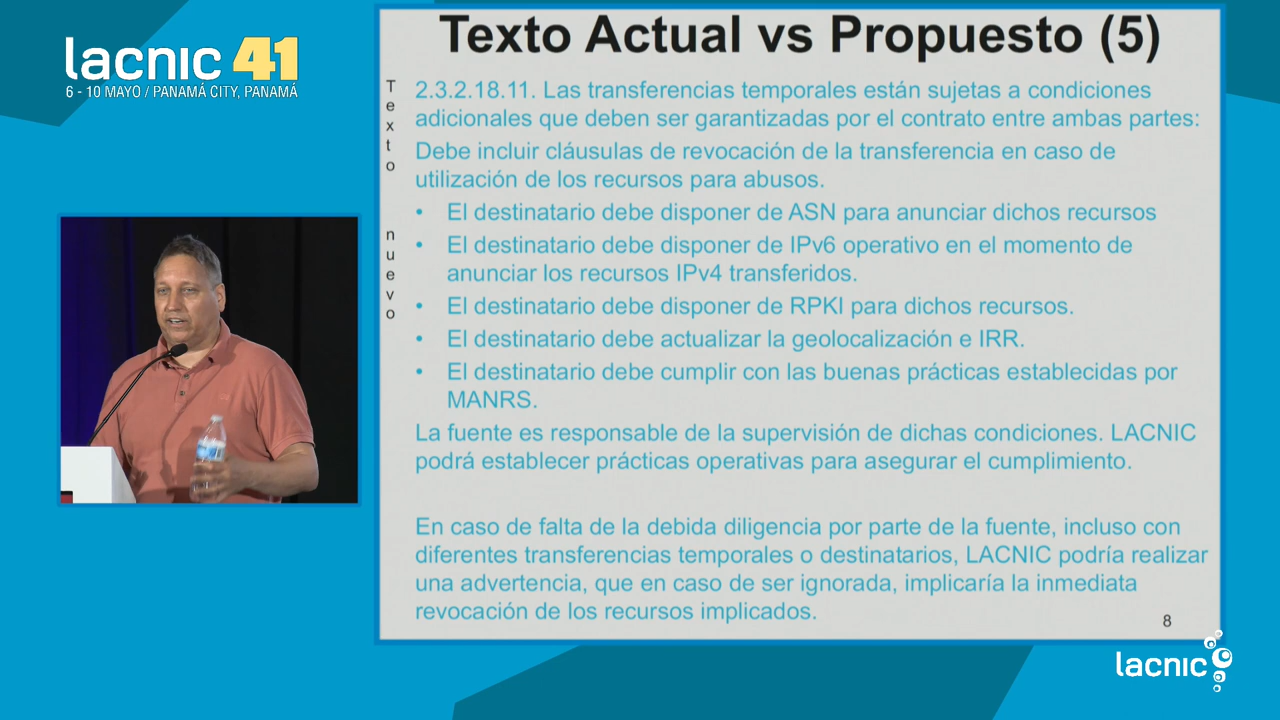 lacnic 41
6 - 10 MAYO / PANAMÁ CITY, PANAMÁ
Texto Actual vs Propuesto (5)
Texto nuevo
2.3.2.18.11. Las transferencias temporales están sujetas a condiciones
adicionales que deben ser garantizadas por el contrato entre ambas partes:
Debe incluir cláusulas de revocación de la transferencia en caso de
utilización de los recursos para abusos.
• El destinatario debe disponer de ASN para anunciar dichos recursos
• El destinatario debe disponer de IPv6 operativo en el momento de
anunciar los recursos IPv4 transferidos.
• El destinatario debe disponer de RPKI para dichos recursos.
• El destinatario debe actualizar la geolocalización e IRR.
• El destinatario debe cumplir con las buenas prácticas establecidas por
MANRS.
La fuente es responsable de la supervisión de dichas condiciones. LACNIC
podrá establecer prácticas operativas para asegurar el cumplimiento.
En caso de falta de la debida diligencia por parte de la fuente, incluso con
diferentes transferencias temporales o destinatarios, LACNIC podría realizar
una advertencia, que en caso de ser ignorada, implicaría la inmediata
revocación de los recursos implicados.
8
lacnic